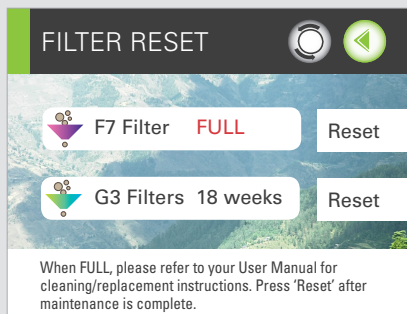 FILTER RESET
F7 Filter FULL Reset
G3 Filters 18 weeks Reset
When FULL, please refer to your User Manual for
cleaning/replacement instructions. Press ‘Reset’ after
maintenance is complete.